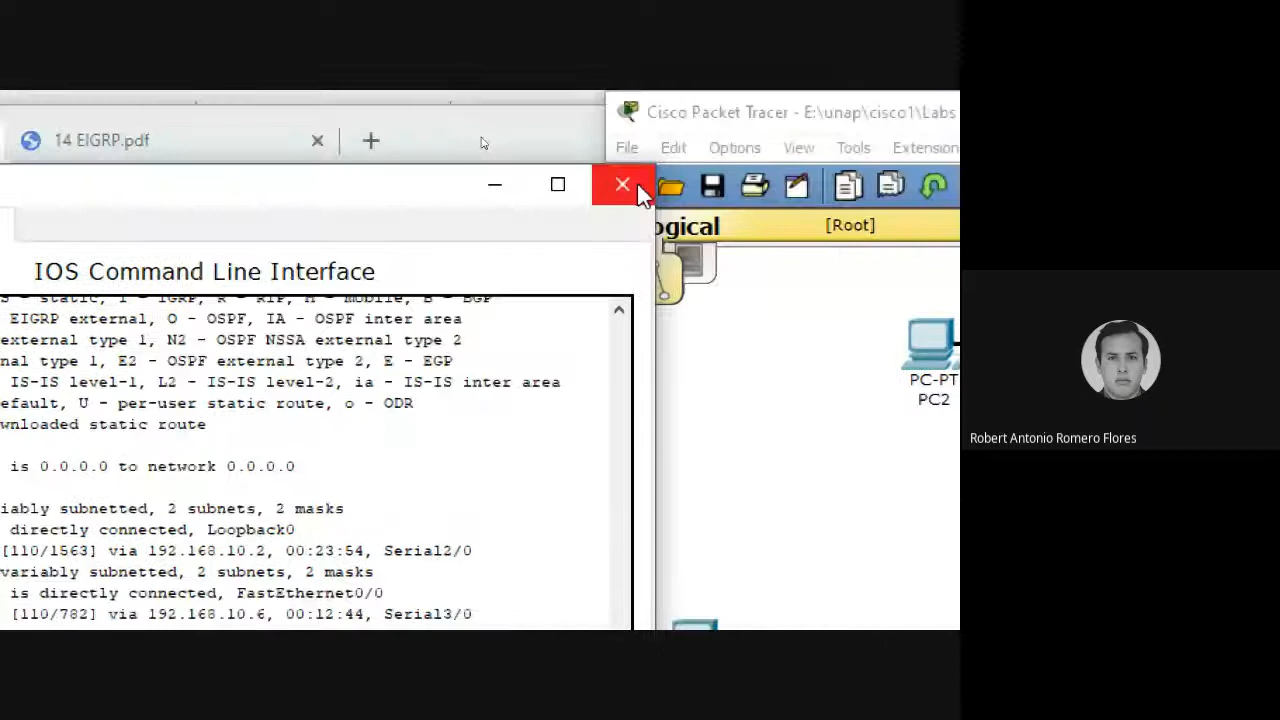 14 EIGRP.pdf
Cisco Packet Tracer - E:\unap\cisco1\Labs
File Edit Options View Tools Extension
ogical
[Root]
IOS Command Line Interface
S - static, I - IGRP, R - RIP, M - mobile, B - BGP
EIGRP external, O - OSPF, IA - OSPF inter area
external type 1, N2 - OSPF NSSA external type 2
nal type 1, E2 - OSPF external type 2, E - EGP
IS-IS level-1, L2 - IS-IS level-2, ia - IS-IS inter area
efault, U - per-user static route, o - ODR
wnloaded static route
is 0.0.0.0 to network 0.0.0.0
iably subnetted, 2 subnets, 2 masks
directly connected, Loopback0
[110/1563] via 192.168.10.2, 00:23:54, Serial2/0
variably subnetted, 2 subnets, 2 masks
is directly connected, FastEthernet0/0
[110/782] via 192.168.10.6, 00:12:44, Serial3/0
PC-PT
PC2
Robert Antonio Romero Flores